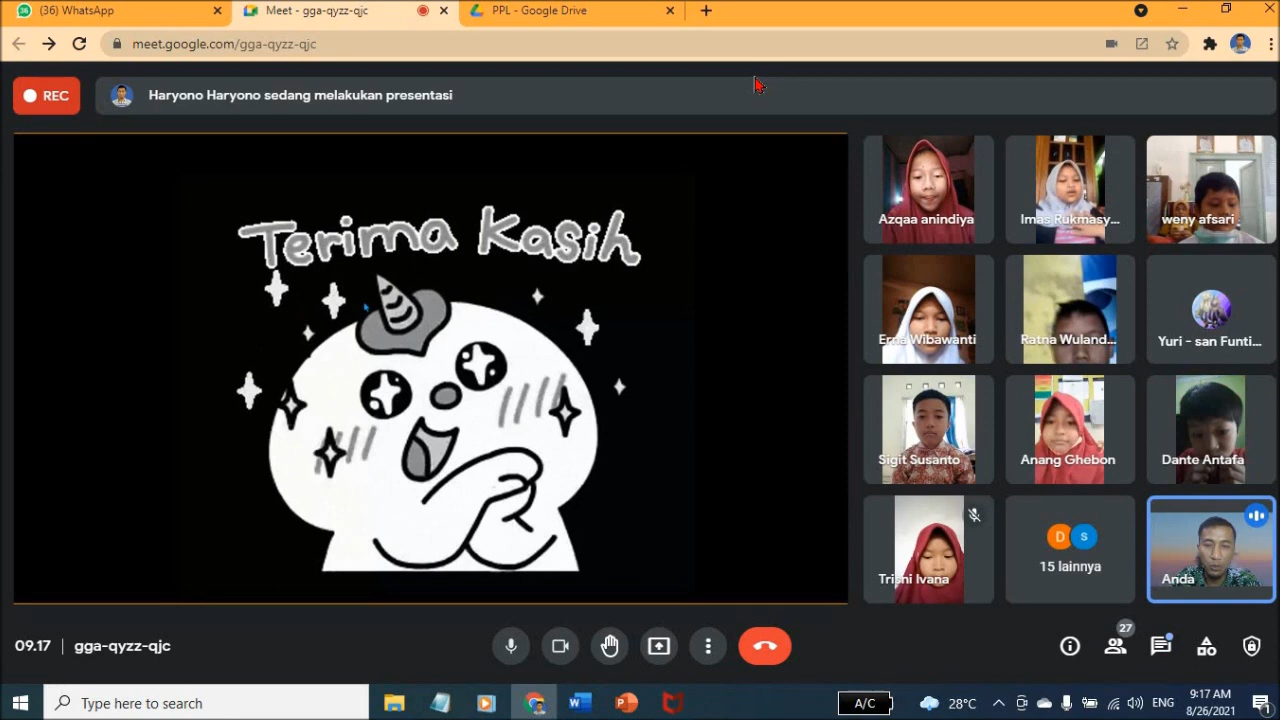 (36) WhatsApp
Meet - gga-qyzz-qjc
PPL - Google Drive
meet.google.com/gga-qyzz-qjc
REC
Haryono Haryono sedang melakukan presentasi
Terima Kasih
Azqaa anindiya
Imas Rukmasy...
weny afsari
Erna Wibawanti
Ratna Wuland...
Yuri - san Funti...
Sigit Susanto
Anang Ghebon
Dante Antafa
Trisni Ivana
D S
15 lainnya
Anda
09.17 | gga-qyzz-qjc
27
Type here to search
A/C
28°C
ENG
9:17 AM
8/26/2021
1